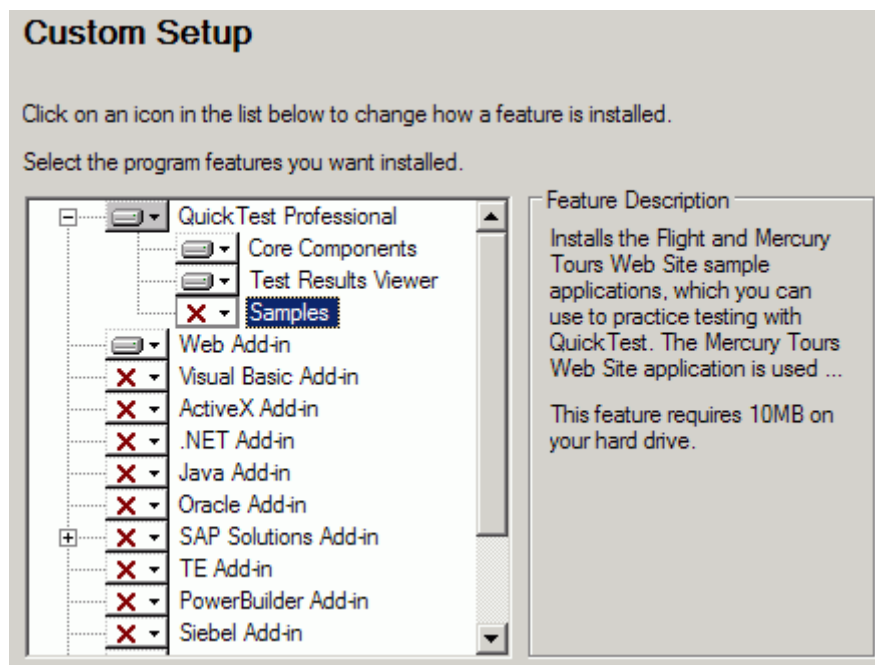 Custom Setup
Click on an icon in the list below to change how a feature is installed.
Select the program features you want installed.
QuickTest Professional
Core Components
Test Results Viewer
Samples
Web Add-in
Visual Basic Add-in
ActiveX Add-in
.NET Add-in
Java Add-in
Oracle Add-in
SAP Solutions Add-in
TE Add-in
PowerBuilder Add-in
Siebel Add-in
Feature Description
Installs the Flight and Mercury
Tours Web Site sample
applications, which you can
use to practice testing with
QuickTest. The Mercury Tours
Web Site application is used ...
This feature requires 10MB on
your hard drive.